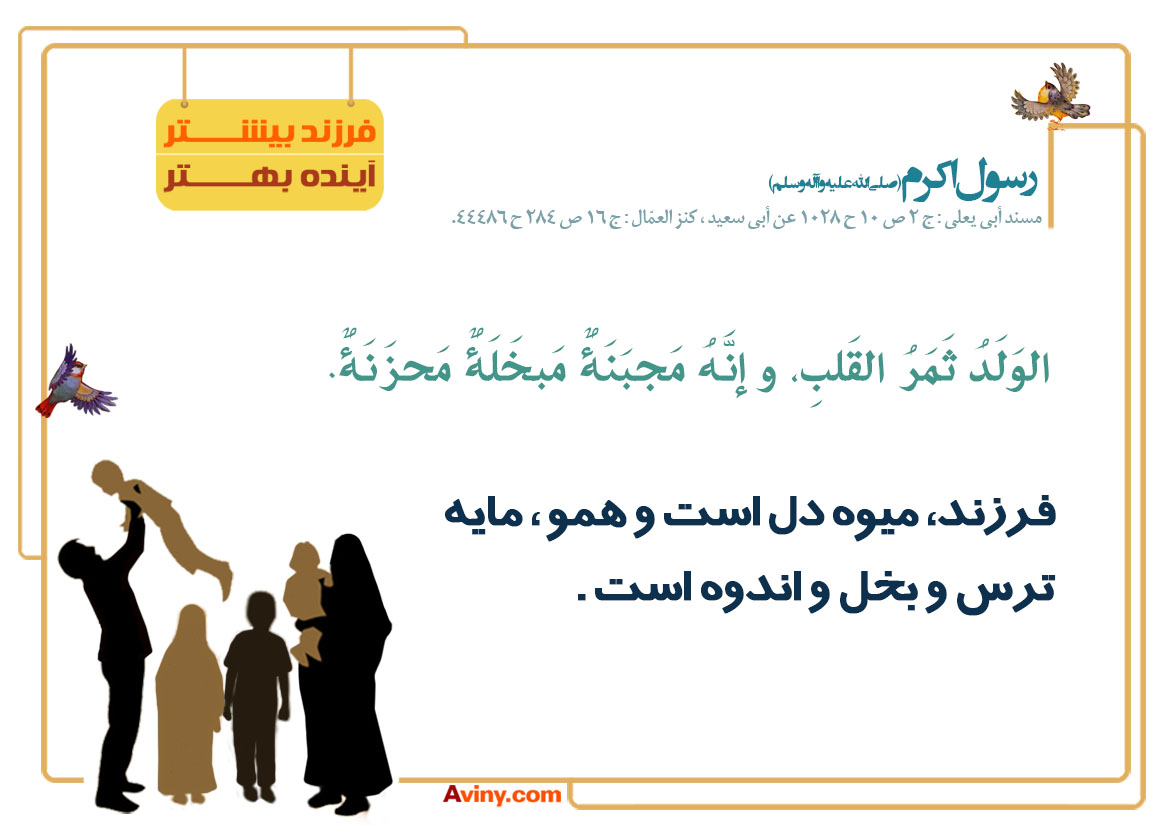 فرزند بیشتر
آینده بهتر
رسول اکرم (صلی‌الله‌علیه‌وآله‌وسلم)
مسند أبی یعلی : ج ۲ ص ۱۰ ح ۱۰۲۸ عن أبی سعید ، کنز العمّال : ج ۱۶ ص ۲۸۴ ح ۴۴۴۸۶.
الوَلَدُ ثَمَرُ القَلبِ، و إنَّهُ مَجبَنَةٌ مَبخَلَةٌ مَحزَنَةٌ.
فرزند، میوه دل است و همو ، مایه
ترس و بخل و اندوه است .
Aviny.com